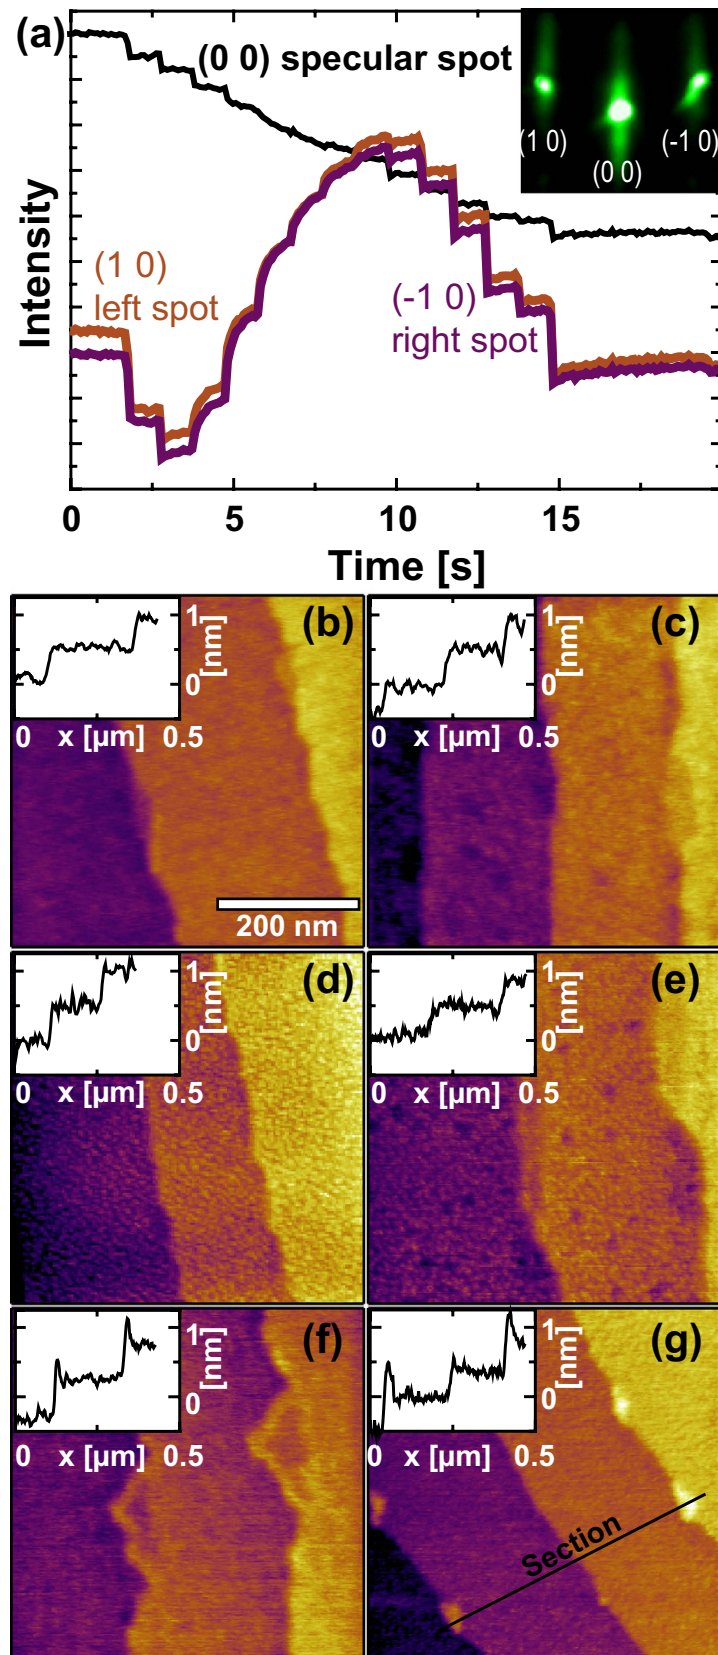 (a)
(0 0) specular spot
(1 0)
(0 0)
(-1 0)
Intensity
(1 0)
left spot
(-1 0)
right spot
0
5
10
15
Time [s]
(b)
1
[nm]
0
0
x [µm]
0.5
200 nm
(c)
1
[nm]
0
0
x [µm]
0.5
(d)
1
[nm]
0
0
x [µm]
0.5
(e)
1
[nm]
0
0
x [µm]
0.5
(f)
1
[nm]
0
0
x [µm]
0.5
(g)
1
[nm]
0
0
x [µm]
0.5
Section